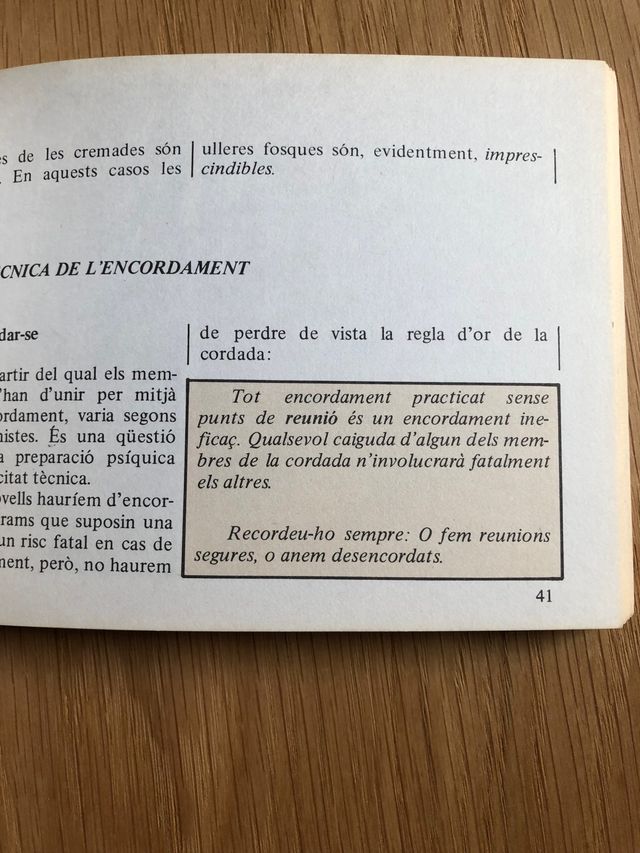 de les cremades són
. En aquests casos les
ulleres fosques són, evidentment, impres-
cindibles.
CNICA DE L'ENCORDAMENT
dar-se
artir del qual els mem-
'han d'unir per mitjà
ordament, varia segons
nistes. És una qüestió
a preparació psíquica
citat tècnica.
vells hauríem d'encor-
rams que suposin una
un risc fatal en cas de
ment, però, no haurem
de perdre de vista la regla d'or de la
cordada:
Tot encordament practicat sense
punts de reunió és un encordament ine-
ficaç. Qualsevol caiguda d'algun dels mem-
bres de la cordada n'involucrarà fatalment
els altres.
Recordeu-ho sempre: O fem reunions
segures, o anem desencordats.
41